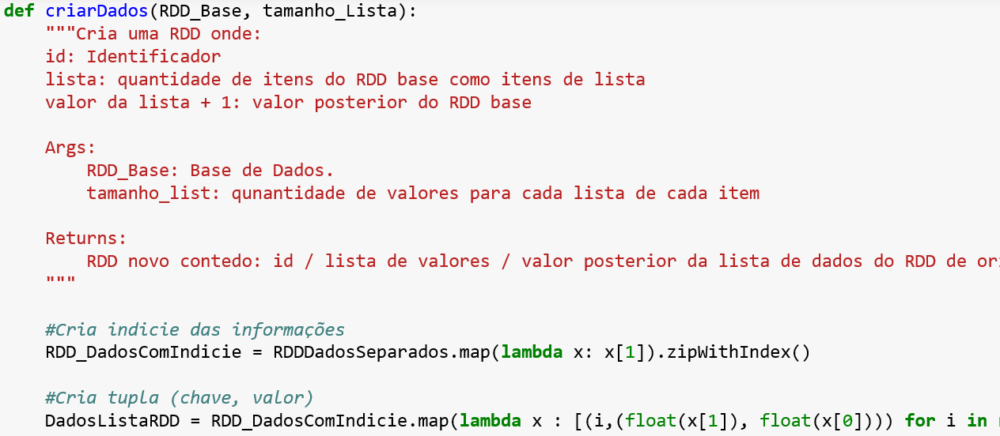 def criarDados(RDD_Base, tamanho_Lista):
"""Cria uma RDD onde:
id: Identificador
lista: quantidade de itens do RDD base como itens de lista
valor da lista + 1: valor posterior do RDD base
Args:
RDD_Base: Base de Dados.
tamanho_list: qunantidade de valores para cada lista de cada item
Returns:
RDD novo contedo: id / lista de valores / valor posterior da lista de dados do RDD de
"""
#Cria indicie das informações
RDD_DadosComIndicie = RDDDadosSeparados.map(lambda x: x[1]).zipWithIndex()
#Cria tupla (chave, valor)
DadosListaRDD = RDD_DadosComIndicie.map(lambda x : [(i,(float(x[1]), float(x[0]))) for i in